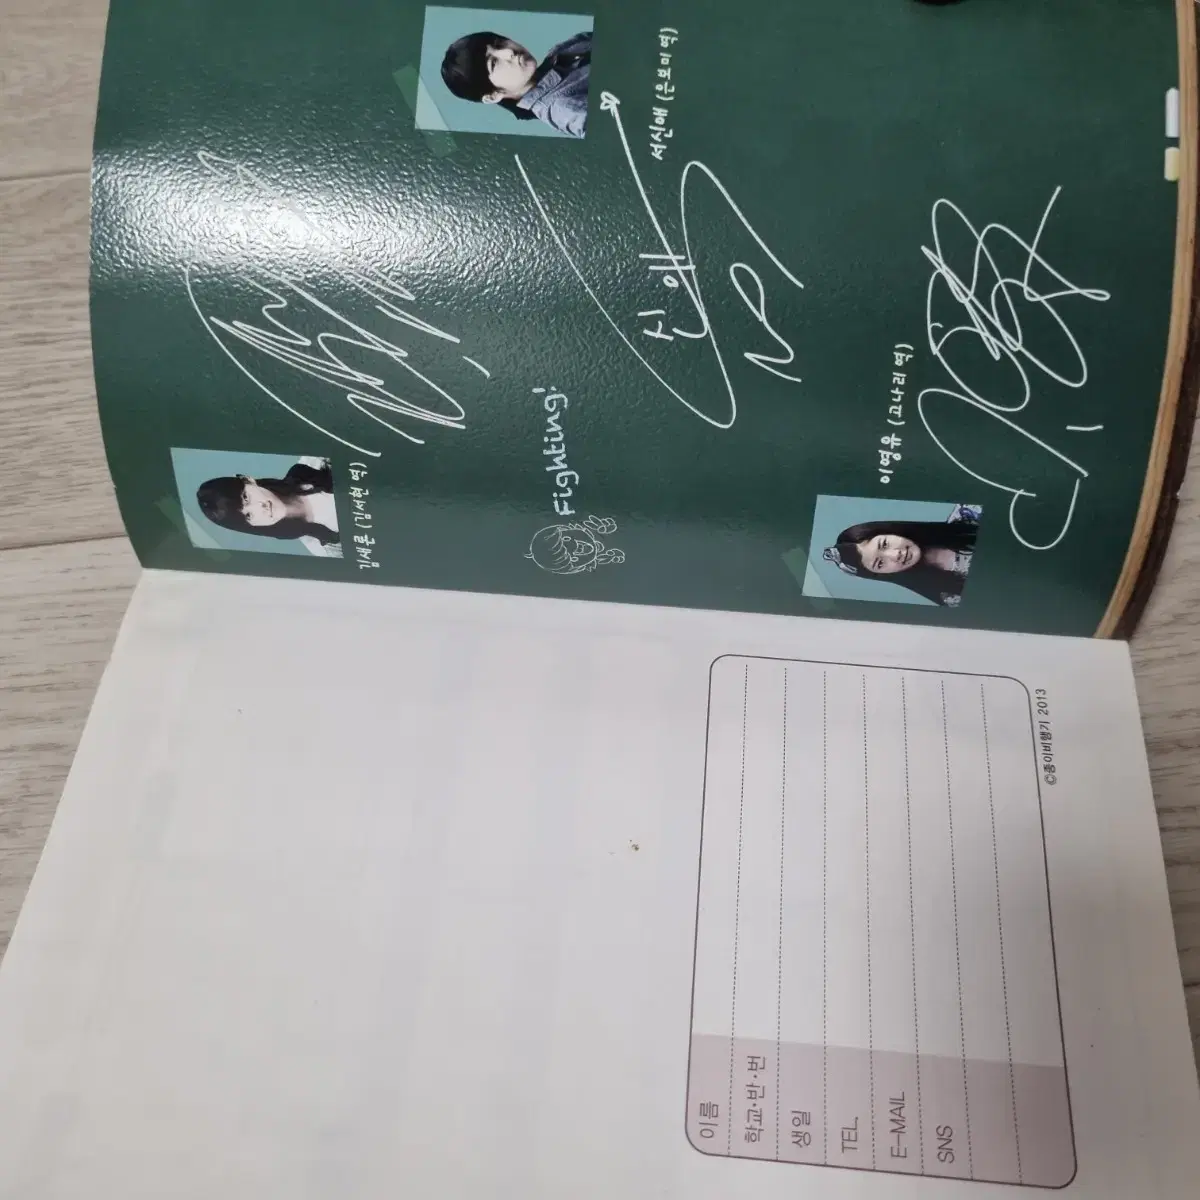 서신애 (은보미 역)
신애
이영유 (고나리 역)
Fighting!
김새론 (김서현 역)
©종이비행기 2013
이름
학교·반·번
생일
TEL
E-MAIL
SNS